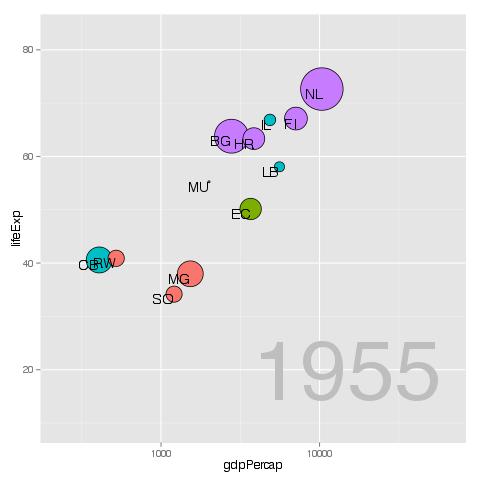 80
60
40
20
lifeExp
NL
IL
FI
BG
HR
LB
MU
EC
RW
MG
SO
1955
1000
10000
gdpPercap